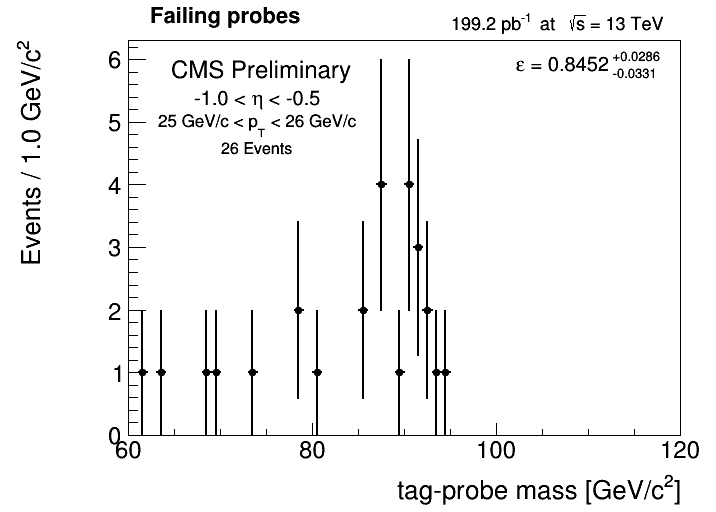 Failing probes
199.2 pb⁻¹ at √s = 13 TeV
CMS Preliminary
ε = 0.8452 +0.0286 -0.0331
-1.0 < η < -0.5
25 GeV/c < p_T < 26 GeV/c
26 Events
Events / 1.0 GeV/c²
6
5
4
3
2
1
0
60 80 100 120
tag-probe mass [GeV/c²]